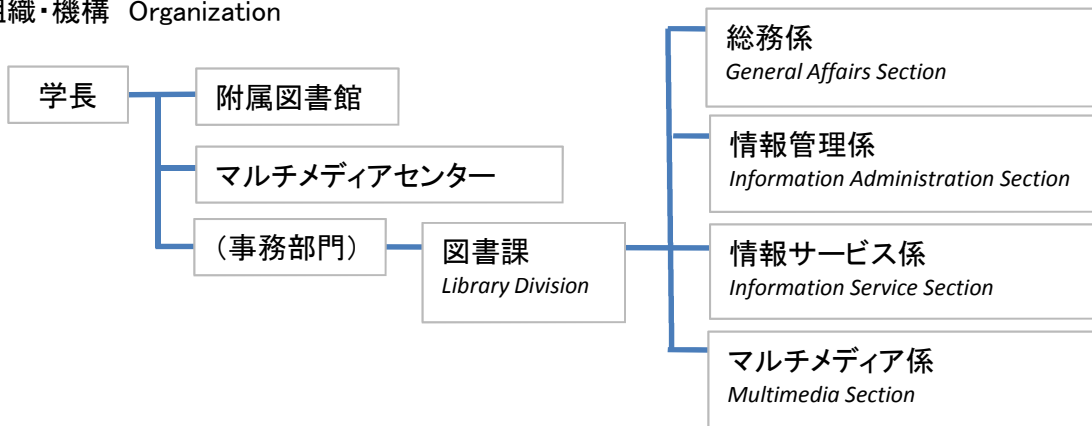 組織・機構 Organization
学長
附属図書館
マルチメディアセンター
（事務部門）
図書課
Library Division
総務係
General Affairs Section
情報管理係
Information Administration Section
情報サービス係
Information Service Section
マルチメディア係
Multimedia Section